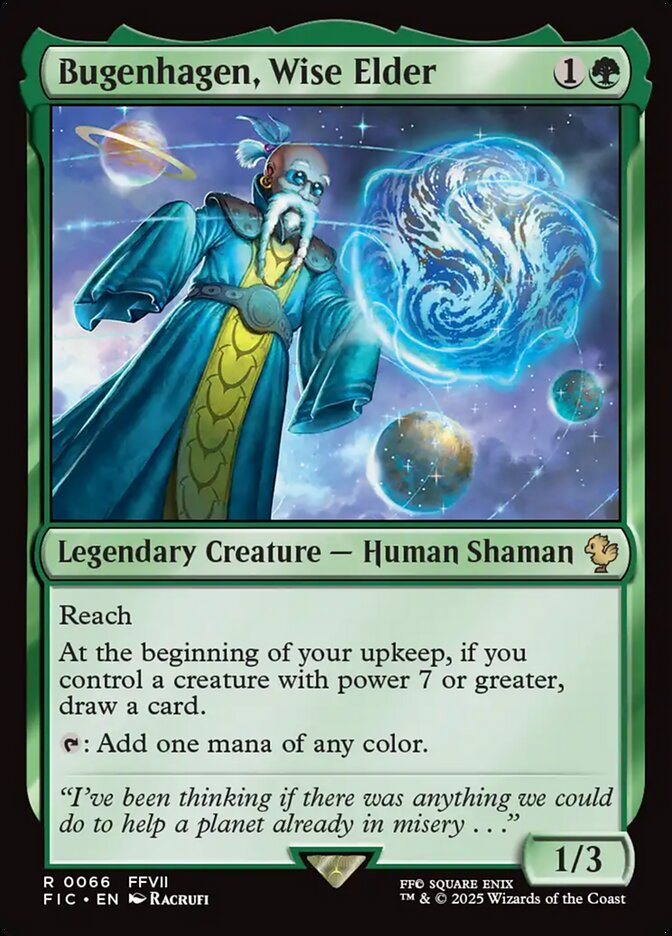 Bugenhagen, Wise Elder 1
Legendary Creature — Human Shaman
Reach
At the beginning of your upkeep, if you
control a creature with power 7 or greater,
draw a card.
: Add one mana of any color.
“I've been thinking if there was anything we could
do to help a planet already in misery . . .”
1/3
R 0066 FFVII
FIC • EN Racrufi
FF© SQUARE ENIX
™ & © 2025 Wizards of the Coast